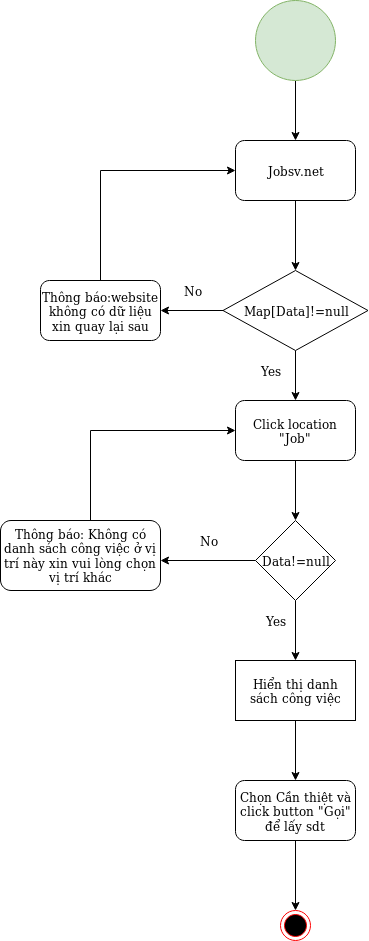 Jobsv.net
Map[Data]!=null
No
Thông báo:website
không có dữ liệu
xin quay lại sau
Yes
Click location
"Job"
Data!=null
No
Thông báo: Không có
danh sách công việc ở vị
trí này xin vui lòng chọn
vị trí khác
Yes
Hiển thị danh
sách công việc
Chọn Cần thiệt và
click button "Gọi"
để lấy sdt